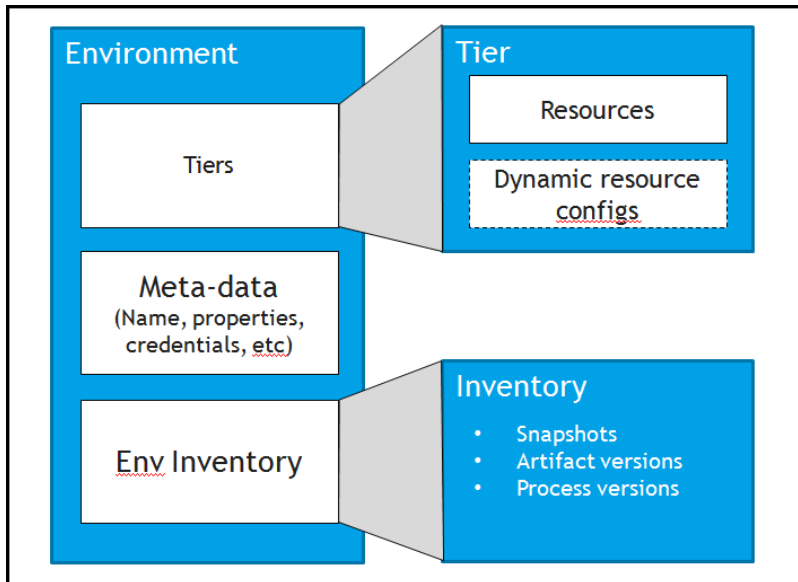 Environment
Tiers
Meta-data
(Name, properties,
credentials, etc)
Env Inventory
Tier
Resources
Dynamic resource
configs
Inventory
• Snapshots
• Artifact versions
• Process versions